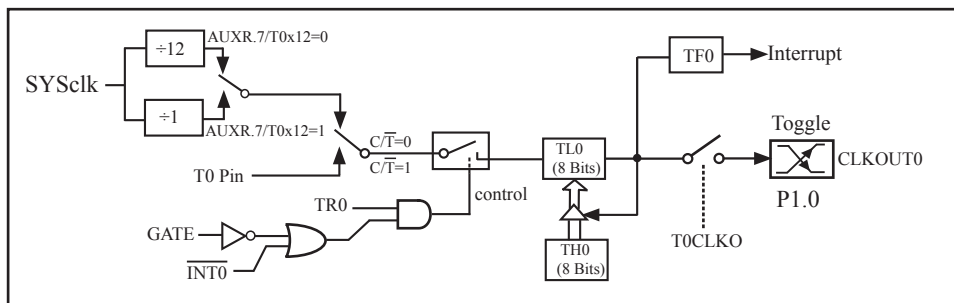 AUXR.7/T0x12=0
÷12
SYSclk
÷1
AUXR.7/T0x12=1
T0 Pin
C/T̅=0
C/T̅=1
TR0
GATE
I̅N̅T̅0̅
control
TL0
(8 Bits)
TH0
(8 Bits)
TF0
Interrupt
Toggle
CLKOUT0
P1.0
T0CLKO